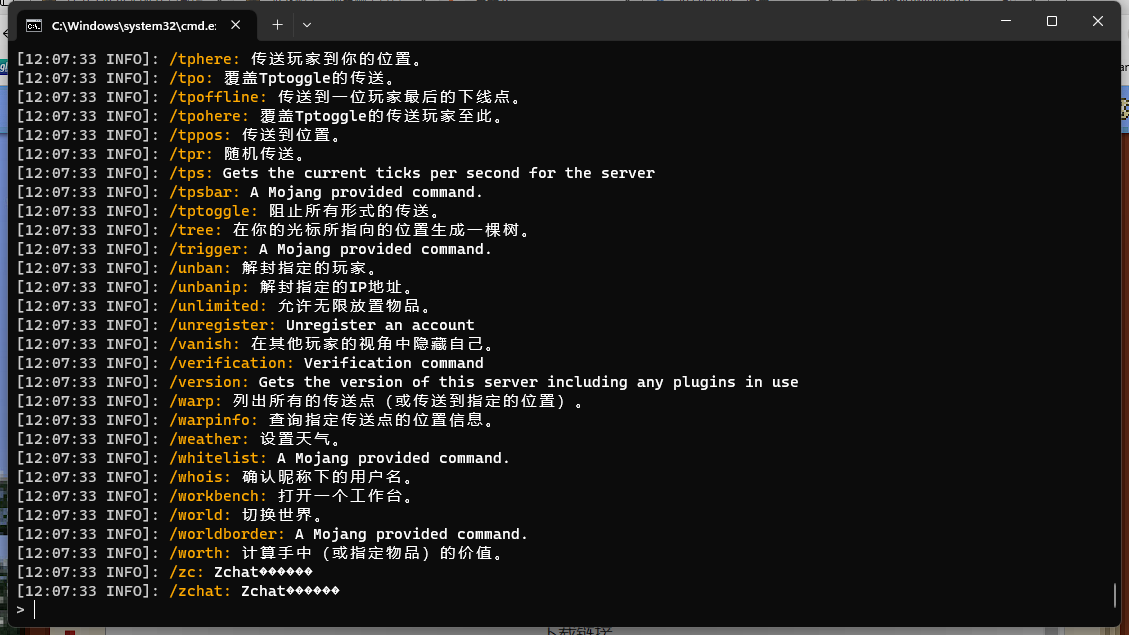 C:\Windows\system32\cmd.e
[12:07:33 INFO]: /tphere: 传送玩家到你的位置。
[12:07:33 INFO]: /tpo: 覆盖Tptoggle的传送。
[12:07:33 INFO]: /tpoffline: 传送到一位玩家最后的下线点。
[12:07:33 INFO]: /tpohere: 覆盖Tptoggle的传送玩家至此。
[12:07:33 INFO]: /tppos: 传送到位置。
[12:07:33 INFO]: /tpr: 随机传送。
[12:07:33 INFO]: /tps: Gets the current ticks per second for the server
[12:07:33 INFO]: /tpsbar: A Mojang provided command.
[12:07:33 INFO]: /tptoggle: 阻止所有形式的传送。
[12:07:33 INFO]: /tree: 在你的光标所指向的位置生成一棵树。
[12:07:33 INFO]: /trigger: A Mojang provided command.
[12:07:33 INFO]: /unban: 解封指定的玩家。
[12:07:33 INFO]: /unbanip: 解封指定的IP地址。
[12:07:33 INFO]: /unlimited: 允许无限放置物品。
[12:07:33 INFO]: /unregister: Unregister an account
[12:07:33 INFO]: /vanish: 在其他玩家的视角中隐藏自己。
[12:07:33 INFO]: /verification: Verification command
[12:07:33 INFO]: /version: Gets the version of this server including any plugins in use
[12:07:33 INFO]: /warp: 列出所有的传送点（或传送到指定的位置）。
[12:07:33 INFO]: /warpinfo: 查询指定传送点的位置信息。
[12:07:33 INFO]: /weather: 设置天气。
[12:07:33 INFO]: /whitelist: A Mojang provided command.
[12:07:33 INFO]: /whois: 确认昵称下的用户名。
[12:07:33 INFO]: /workbench: 打开一个工作台。
[12:07:33 INFO]: /world: 切换世界。
[12:07:33 INFO]: /worldborder: A Mojang provided command.
[12:07:33 INFO]: /worth: 计算手中（或指定物品）的价值。
[12:07:33 INFO]: /zc: Zchat������
[12:07:33 INFO]: /zchat: Zchat������
>